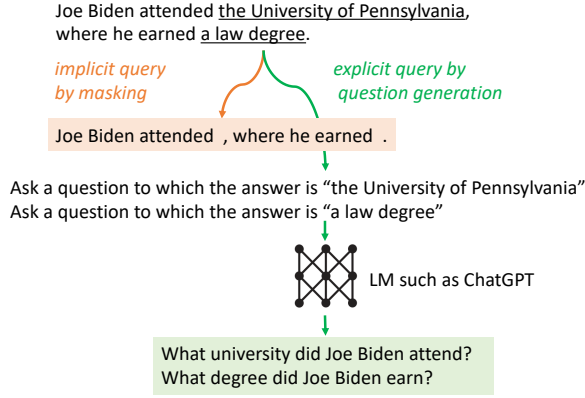 Joe Biden attended the University of Pennsylvania,
where he earned a law degree.
implicit query
by masking
explicit query by
question generation
Joe Biden attended , where he earned .
Ask a question to which the answer is “the University of Pennsylvania”
Ask a question to which the answer is “a law degree”
LM such as ChatGPT
What university did Joe Biden attend?
What degree did Joe Biden earn?